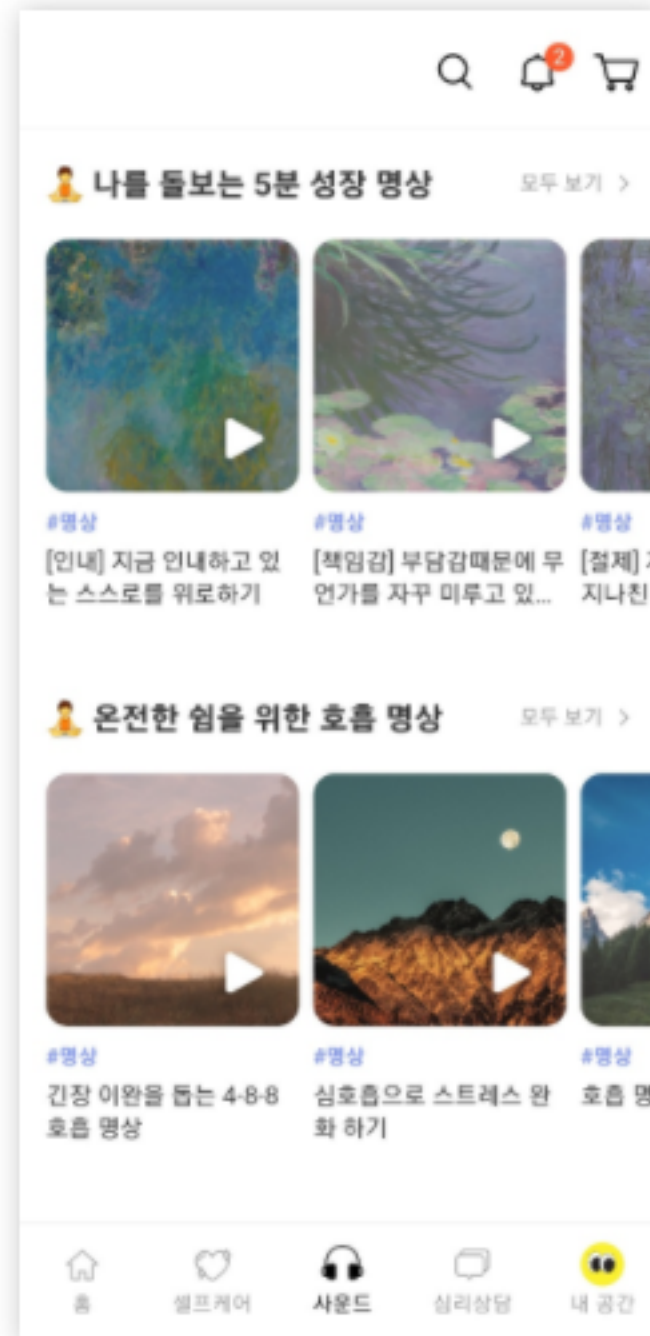 2
나를 돌보는 5분 성장 명상
모두 보기 >
#명상
[인내] 지금 인내하고 있
는 스스로를 위로하기
#명상
[책임감] 부담감때문에 무
언가를 자꾸 미루고 있...
#명상
[절제]
지나친
온전한 쉼을 위한 호흡 명상
모두 보기 >
#명상
긴장 이완을 돕는 4-8-8
호흡 명상
#명상
심호흡으로 스트레스 완
화 하기
#명상
호흡
홈
셀프케어
사운드
심리상담
내 공간